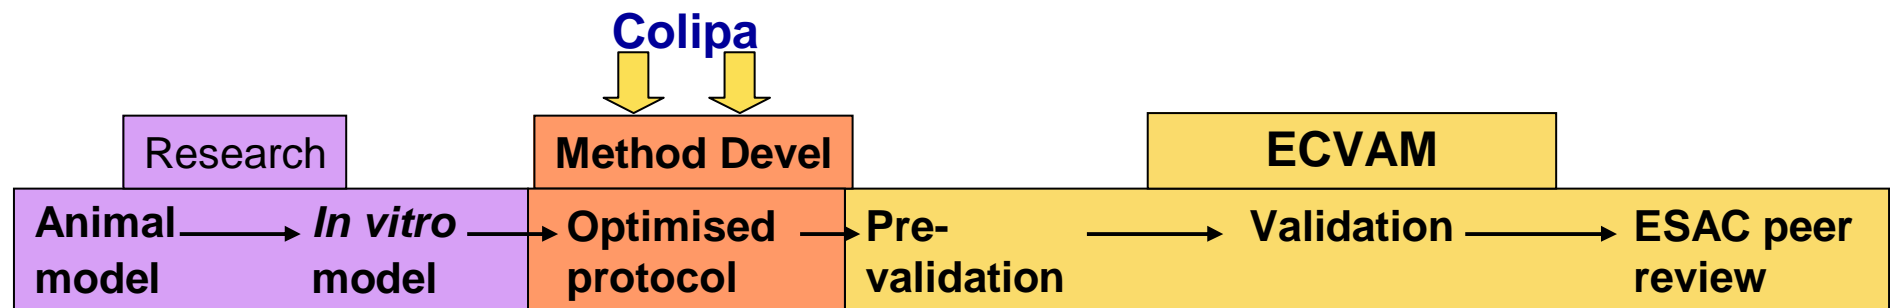 Colipa
Research
Method Devel
ECVAM
Animal
model
In vitro
model
Optimised
protocol
Pre-
validation
Validation
ESAC peer
review